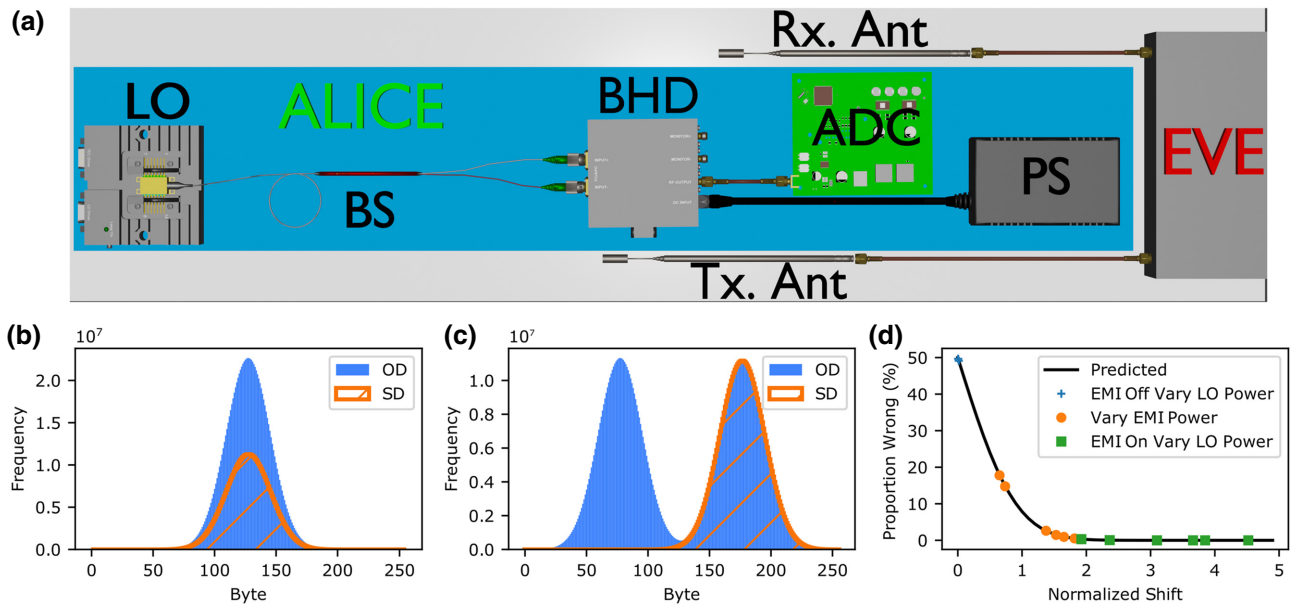 (a)
Rx. Ant
LO
ALICE
BHD
ADC
EVE
BS
PS
Tx. Ant
(b)
10⁷
OD
SD
2.0
1.5
1.0
0.5
0.0
Frequency
0 50 100 150 200 250
Byte
(c)
10⁷
OD
SD
1.0
0.8
0.6
0.4
0.2
0.0
Frequency
0 50 100 150 200 250
Byte
(d)
Predicted
EMI Off Vary LO Power
Vary EMI Power
EMI On Vary LO Power
50
40
30
20
10
0
Proportion Wrong (%)
0 1 2 3 4 5
Normalized Shift